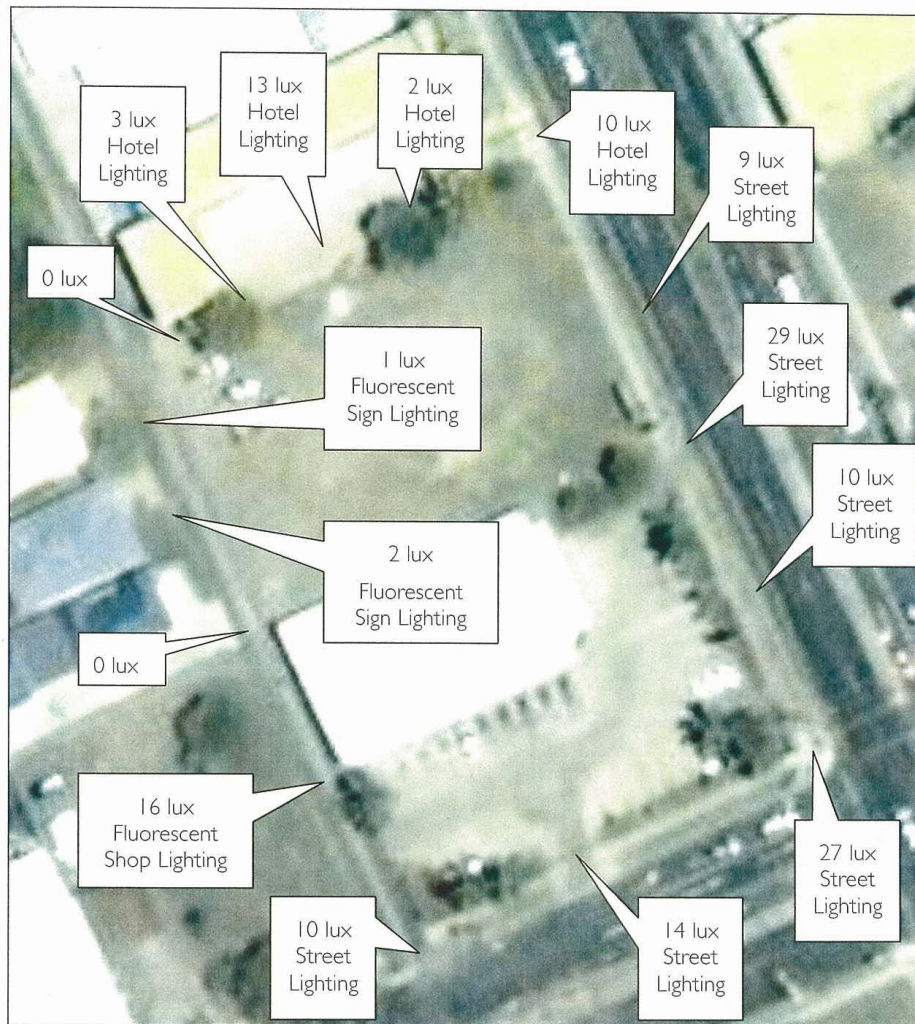 13 lux
Hotel
Lighting
2 lux
Hotel
Lighting
3 lux
Hotel
Lighting
10 lux
Hotel
Lighting
9 lux
Street
Lighting
0 lux
29 lux
Street
Lighting
1 lux
Fluorescent
Sign Lighting
10 lux
Street
Lighting
2 lux
Fluorescent
Sign Lighting
0 lux
16 lux
Fluorescent
Shop Lighting
27 lux
Street
Lighting
10 lux
Street
Lighting
14 lux
Street
Lighting